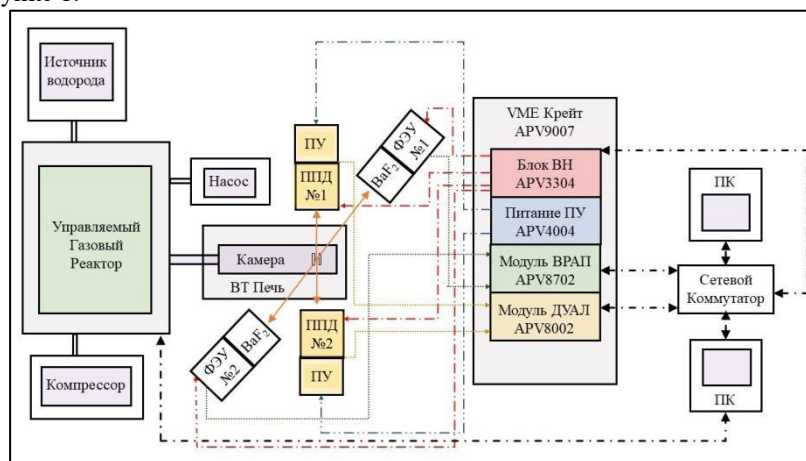 Источник
водорода
Управляемый
Газовый
Реактор
Насос
Камера
ВТ Печь
Компрессор
ПУ
ППД
№1
BaF2
ФЭУ
№1
ФЭУ
№2
BaF2
ППД
№2
ПУ
VME Крейт
APV9007
Блок ВН
APV3304
Питание ПУ
APV4004
Модуль ВРАП
APV8702
Модуль ДУАЛ
APV8002
ПК
Сетевой
Коммутатор
ПК